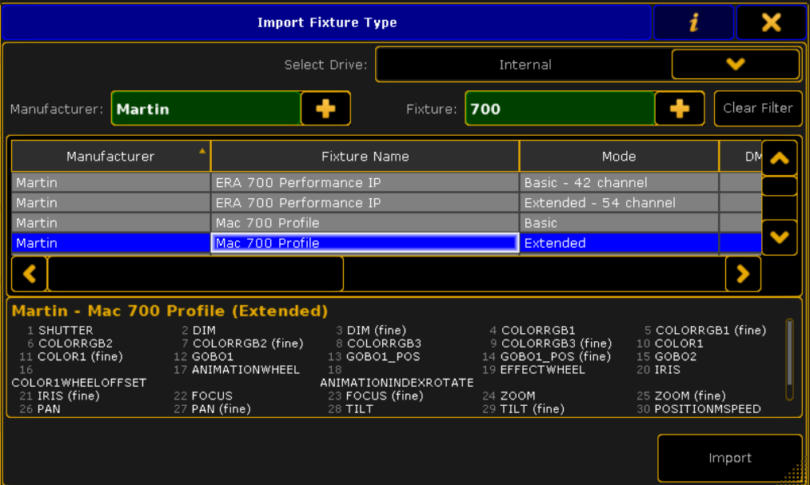 Import Fixture Type
Select Drive: Internal
Manufacturer: Martin Fixture: 700 Clear Filter
Manufacturer Fixture Name Mode DM
Martin ERA 700 Performance IP Basic - 42 channel
Martin ERA 700 Performance IP Extended - 54 channel
Martin Mac 700 Profile Basic
Martin Mac 700 Profile Extended
Martin - Mac 700 Profile (Extended)
1 SHUTTER 2 DIM 3 DIM (fine) 4 COLORRGB1 5 COLORRGB1 (fine)
6 COLORRGB2 7 COLORRGB2 (fine) 8 COLORRGB3 9 COLORRGB3 (fine) 10 COLOR1
11 COLOR1 (fine) 12 GOBO1 13 GOBO1_POS 14 GOBO1_POS (fine) 15 GOBO2
16 17 ANIMATIONWHEEL 18 19 EFFECTWHEEL 20 IRIS
COLOR1WHEELOFFSET ANIMATIONINDEXROTATE
21 IRIS (fine) 22 FOCUS 23 FOCUS (fine) 24 ZOOM 25 ZOOM (fine)
26 PAN 27 PAN (fine) 28 TILT 29 TILT (fine) 30 POSITIONMSPEED
Import